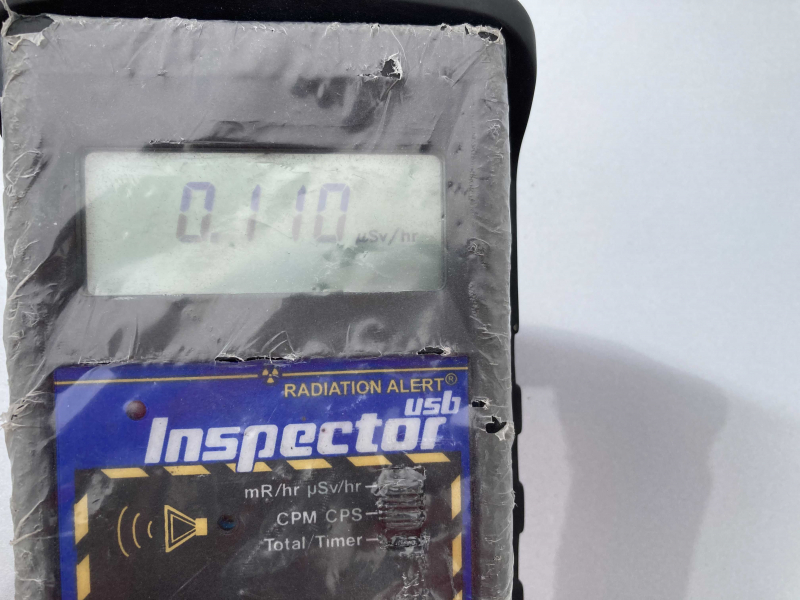 0.110 µSv/hr
RADIATION ALERT®
Inspector usb
mR/hr µSv/hr
CPM CPS
Total/Timer